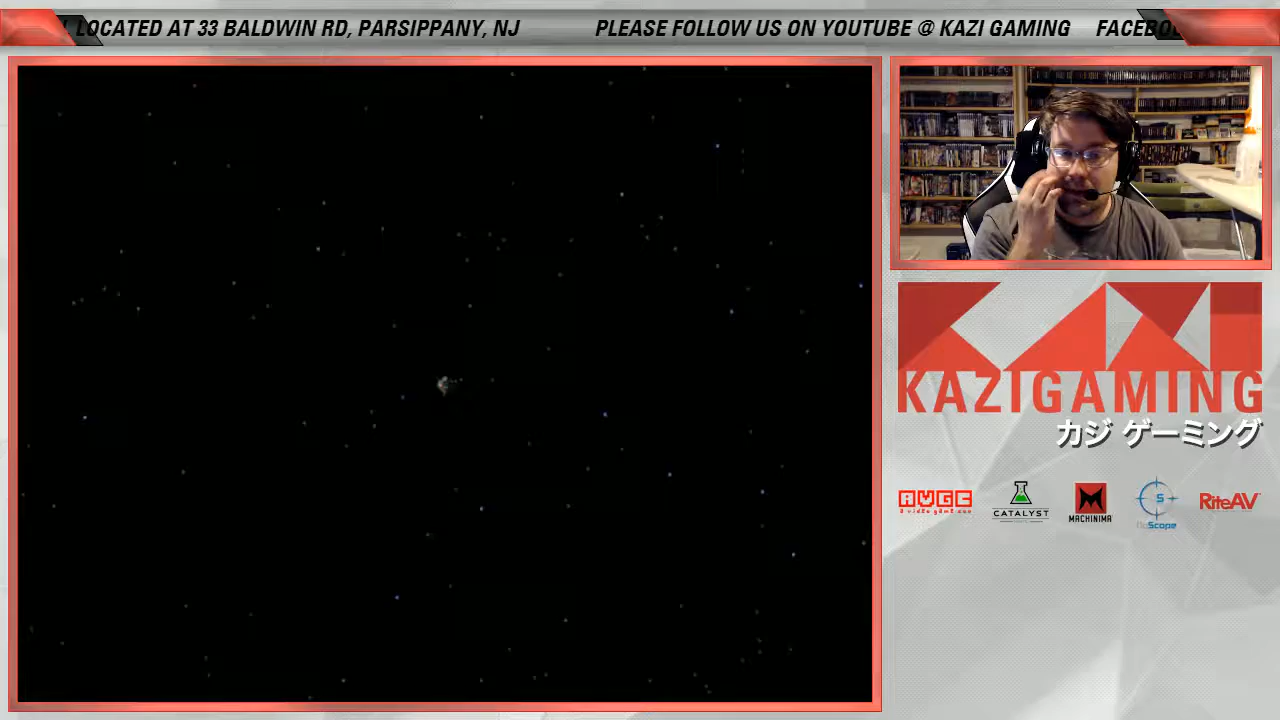 LOCATED AT 33 BALDWIN RD, PARSIPPANY, NJ PLEASE FOLLOW US ON YOUTUBE @ KAZI GAMING
KAZIGAMING
カジ ゲーミング
AVGC
CATALYST
MACHINIMA
S
NoScope
RiteAV